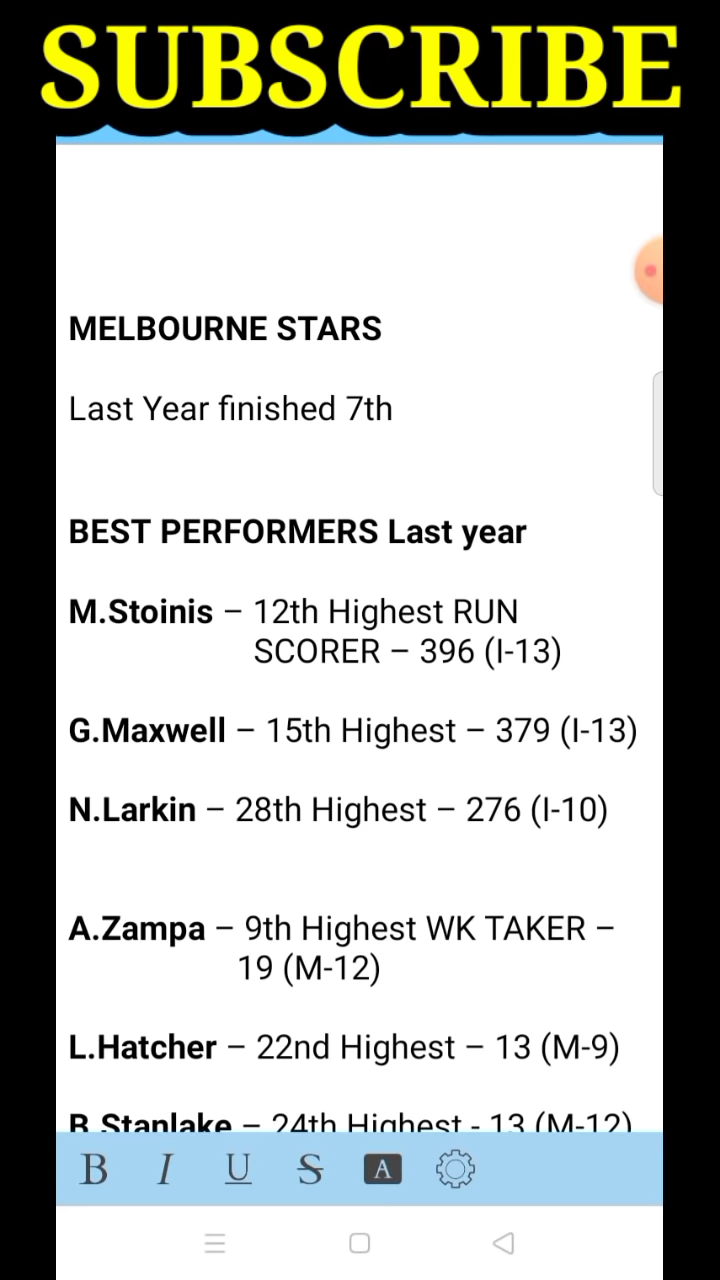 SUBSCRIBE
MELBOURNE STARS
Last Year finished 7th
BEST PERFORMERS Last year
M.Stoinis – 12th Highest RUN
SCORER – 396 (I-13)
G.Maxwell – 15th Highest – 379 (I-13)
N.Larkin – 28th Highest – 276 (I-10)
A.Zampa – 9th Highest WK TAKER –
19 (M-12)
L.Hatcher – 22nd Highest – 13 (M-9)
B.Stanlake – 24th Highest - 13 (M-12)
B I U S A